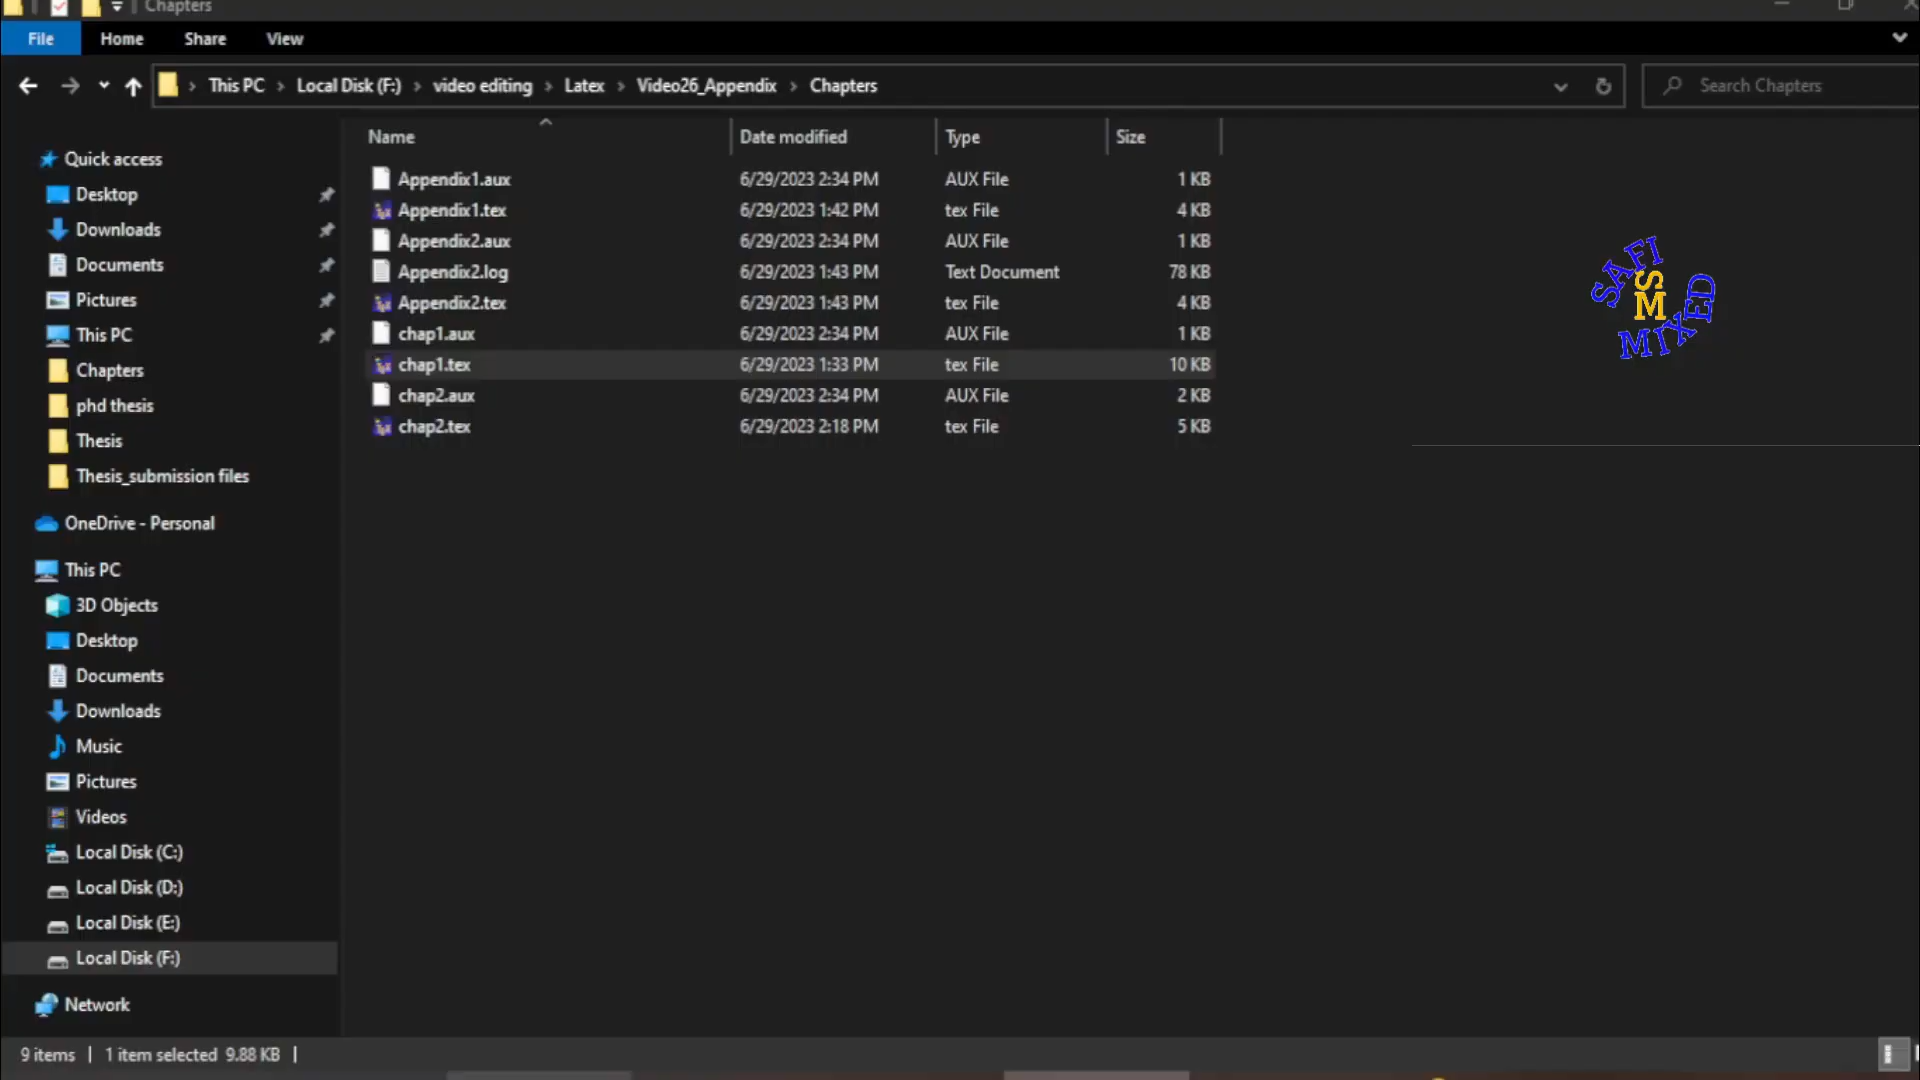 Chapters
File Home Share View
This PC Local Disk (F:) video editing Latex Video26_Appendix Chapters Search Chapters
Name Date modified Type Size
Appendix1.aux 6/29/2023 2:34 PM AUX File 1 KB
Appendix1.tex 6/29/2023 1:42 PM tex File 4 KB
Appendix2.aux 6/29/2023 2:34 PM AUX File 1 KB
Appendix2.log 6/29/2023 1:43 PM Text Document 78 KB
Appendix2.tex 6/29/2023 1:43 PM tex File 4 KB
chap1.aux 6/29/2023 2:34 PM AUX File 1 KB
chap1.tex 6/29/2023 1:33 PM tex File 10 KB
chap2.aux 6/29/2023 2:34 PM AUX File 2 KB
chap2.tex 6/29/2023 2:18 PM tex File 5 KB
Quick access
Desktop
Downloads
Documents
Pictures
This PC
Chapters
phd thesis
Thesis
Thesis_submission files
OneDrive - Personal
This PC
3D Objects
Desktop
Documents
Downloads
Music
Pictures
Videos
Local Disk (C:)
Local Disk (D:)
Local Disk (E:)
Local Disk (F:)
Network
SAFI
SM
MIXED
9 items 1 item selected 9.88 KB